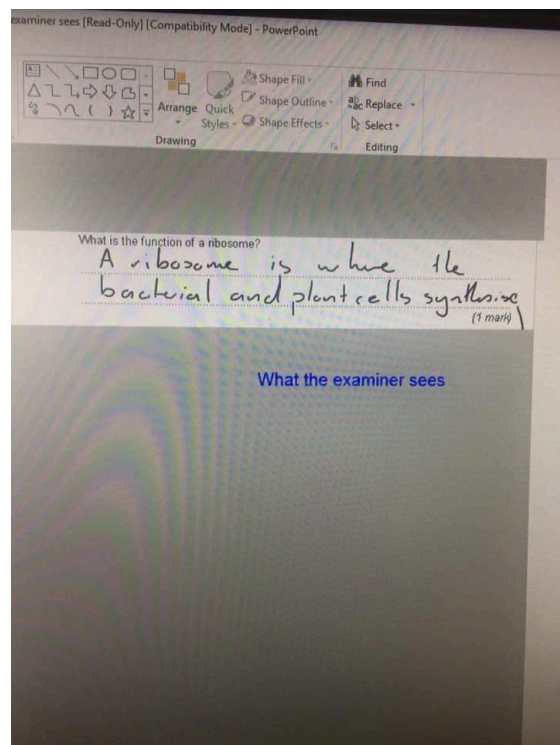 examiner sees [Read-Only] [Compatibility Mode] - PowerPoint
Shape Fill
Find
Shape Outline
Replace
Arrange Quick
Styles
Shape Effects
Select
Drawing
Editing
What is the function of a ribosome?
A ribosome is where the
bacterial and plant cells synthesise
(1 mark)
What the examiner sees